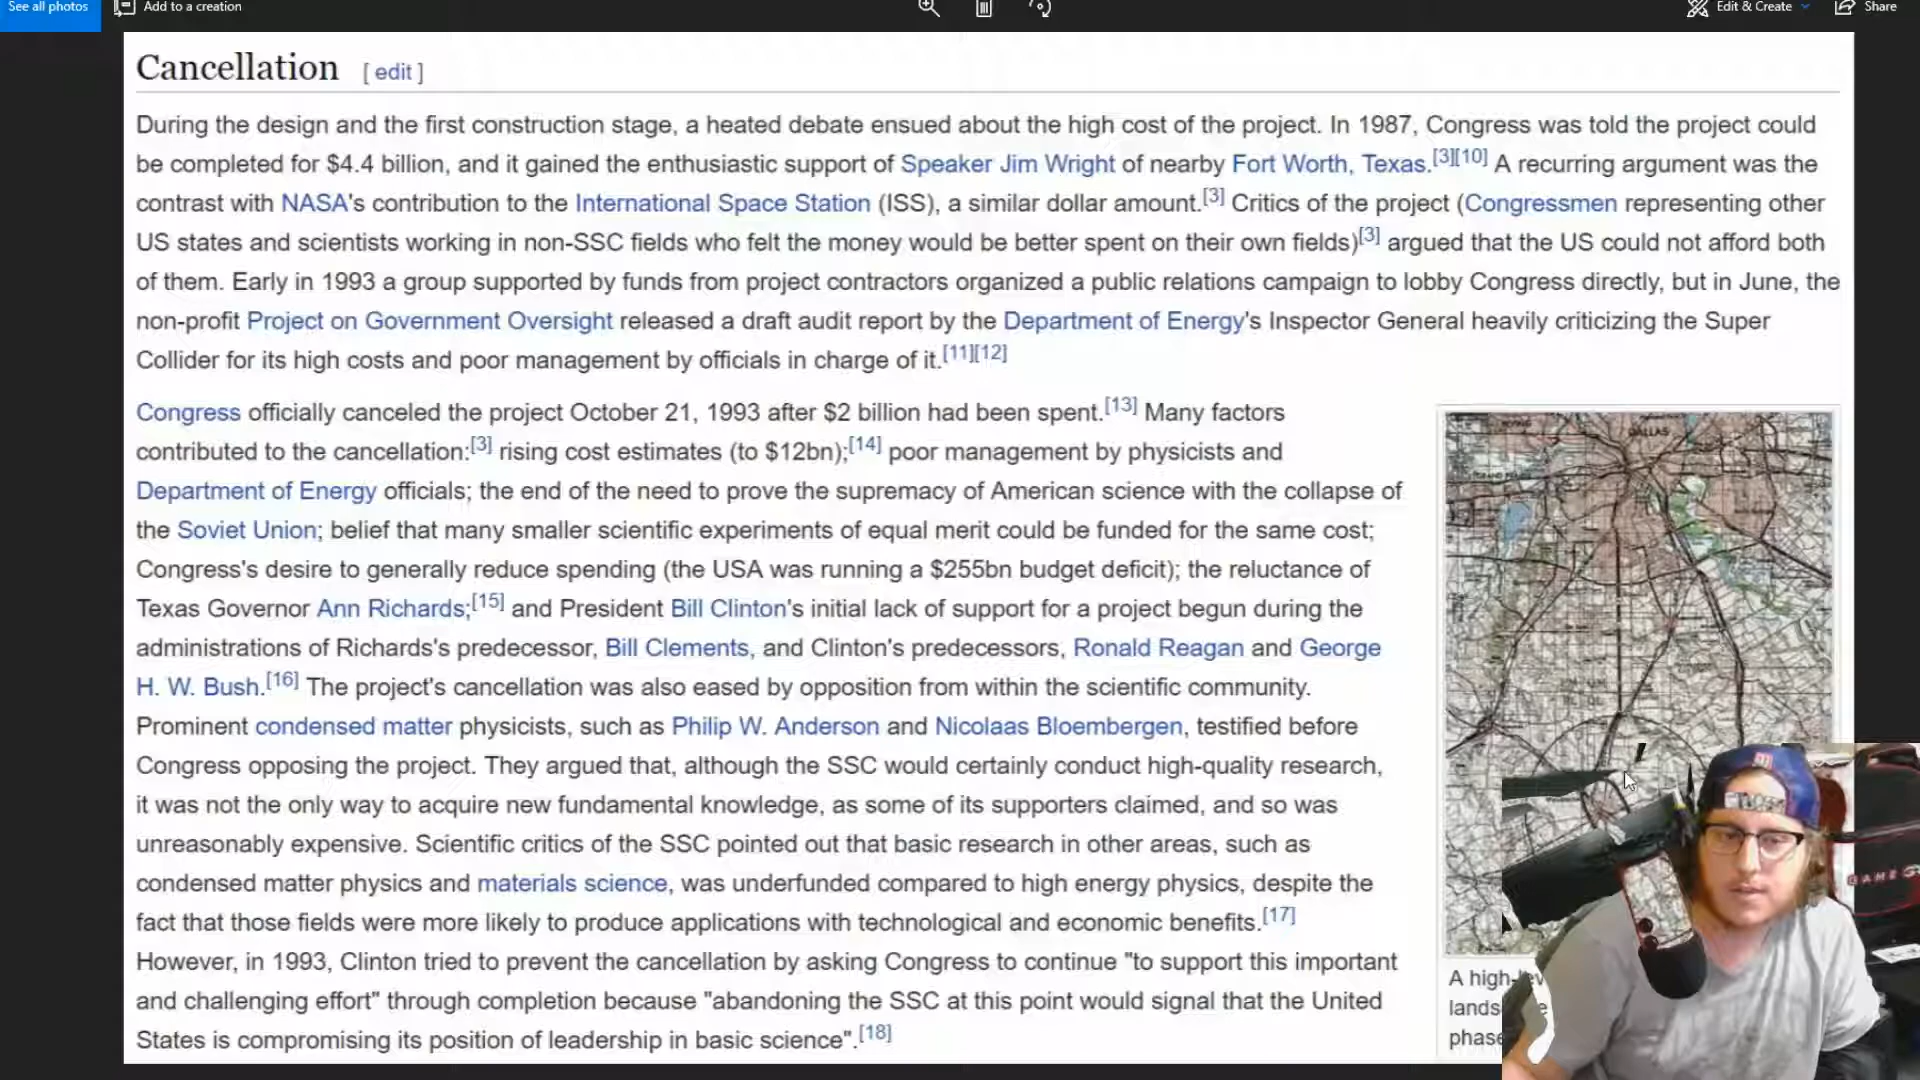 See all photos
Add to a creation
Edit & Create
Share
Cancellation [ edit ]
During the design and the first construction stage, a heated debate ensued about the high cost of the project. In 1987, Congress was told the project could
be completed for $4.4 billion, and it gained the enthusiastic support of Speaker Jim Wright of nearby Fort Worth, Texas.[3][10] A recurring argument was the
contrast with NASA's contribution to the International Space Station (ISS), a similar dollar amount.[3] Critics of the project (Congressmen representing other
US states and scientists working in non-SSC fields who felt the money would be better spent on their own fields)[3] argued that the US could not afford both
of them. Early in 1993 a group supported by funds from project contractors organized a public relations campaign to lobby Congress directly, but in June, the
non-profit Project on Government Oversight released a draft audit report by the Department of Energy's Inspector General heavily criticizing the Super
Collider for its high costs and poor management by officials in charge of it.[11][12]
Congress officially canceled the project October 21, 1993 after $2 billion had been spent.[13] Many factors
contributed to the cancellation:[3] rising cost estimates (to $12bn);[14] poor management by physicists and
Department of Energy officials; the end of the need to prove the supremacy of American science with the collapse of
the Soviet Union; belief that many smaller scientific experiments of equal merit could be funded for the same cost;
Congress's desire to generally reduce spending (the USA was running a $255bn budget deficit); the reluctance of
Texas Governor Ann Richards;[15] and President Bill Clinton's initial lack of support for a project begun during the
administrations of Richards's predecessor, Bill Clements, and Clinton's predecessors, Ronald Reagan and George
H. W. Bush.[16] The project's cancellation was also eased by opposition from within the scientific community.
Prominent condensed matter physicists, such as Philip W. Anderson and Nicolaas Bloembergen, testified before
Congress opposing the project. They argued that, although the SSC would certainly conduct high-quality research,
it was not the only way to acquire new fundamental knowledge, as some of its supporters claimed, and so was
unreasonably expensive. Scientific critics of the SSC pointed out that basic research in other areas, such as
condensed matter physics and materials science, was underfunded compared to high energy physics, despite the
fact that those fields were more likely to produce applications with technological and economic benefits.[17]
However, in 1993, Clinton tried to prevent the cancellation by asking Congress to continue "to support this important
and challenging effort" through completion because "abandoning the SSC at this point would signal that the United
States is compromising its position of leadership in basic science".[18]
DALLAS
A high-lev
lands
phase
GAME